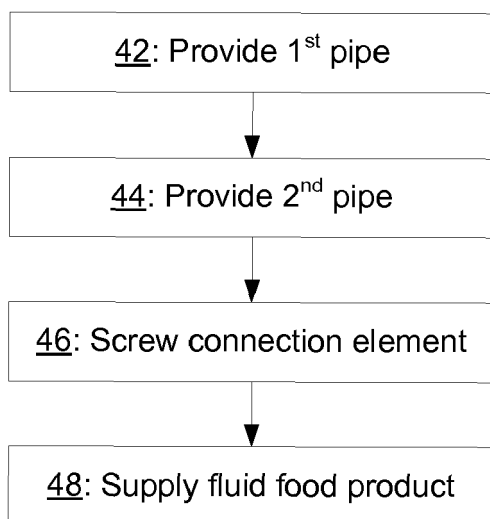 42: Provide 1st pipe
44: Provide 2nd pipe
46: Screw connection element
48: Supply fluid food product